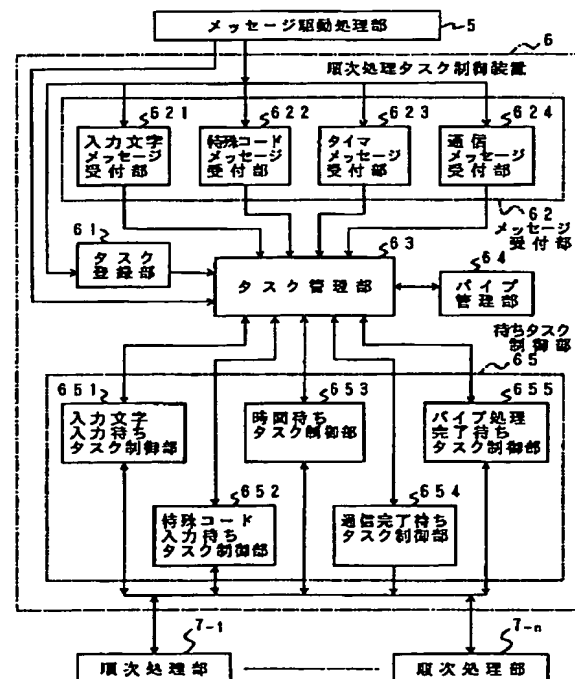 メッセージ駆動処理部
5
6
順次処理タスク制御装置
621
622
623
624
入力文字
メッセージ
受付部
特殊コード
メッセージ
受付部
タイマ
メッセージ
受付部
通信
メッセージ
受付部
62
メッセージ
受付部
61
タスク
登録部
63
タスク管理部
64
パイプ
管理部
待ちタスク
制御部
65
651
入力文字
入力待ち
タスク制御部
653
時間待ち
タスク制御部
655
パイプ処理
完了待ち
タスク制御部
652
特殊コード
入力待ち
タスク制御部
654
通信完了待ち
タスク制御部
7-1
順次処理部
7-n
順次処理部